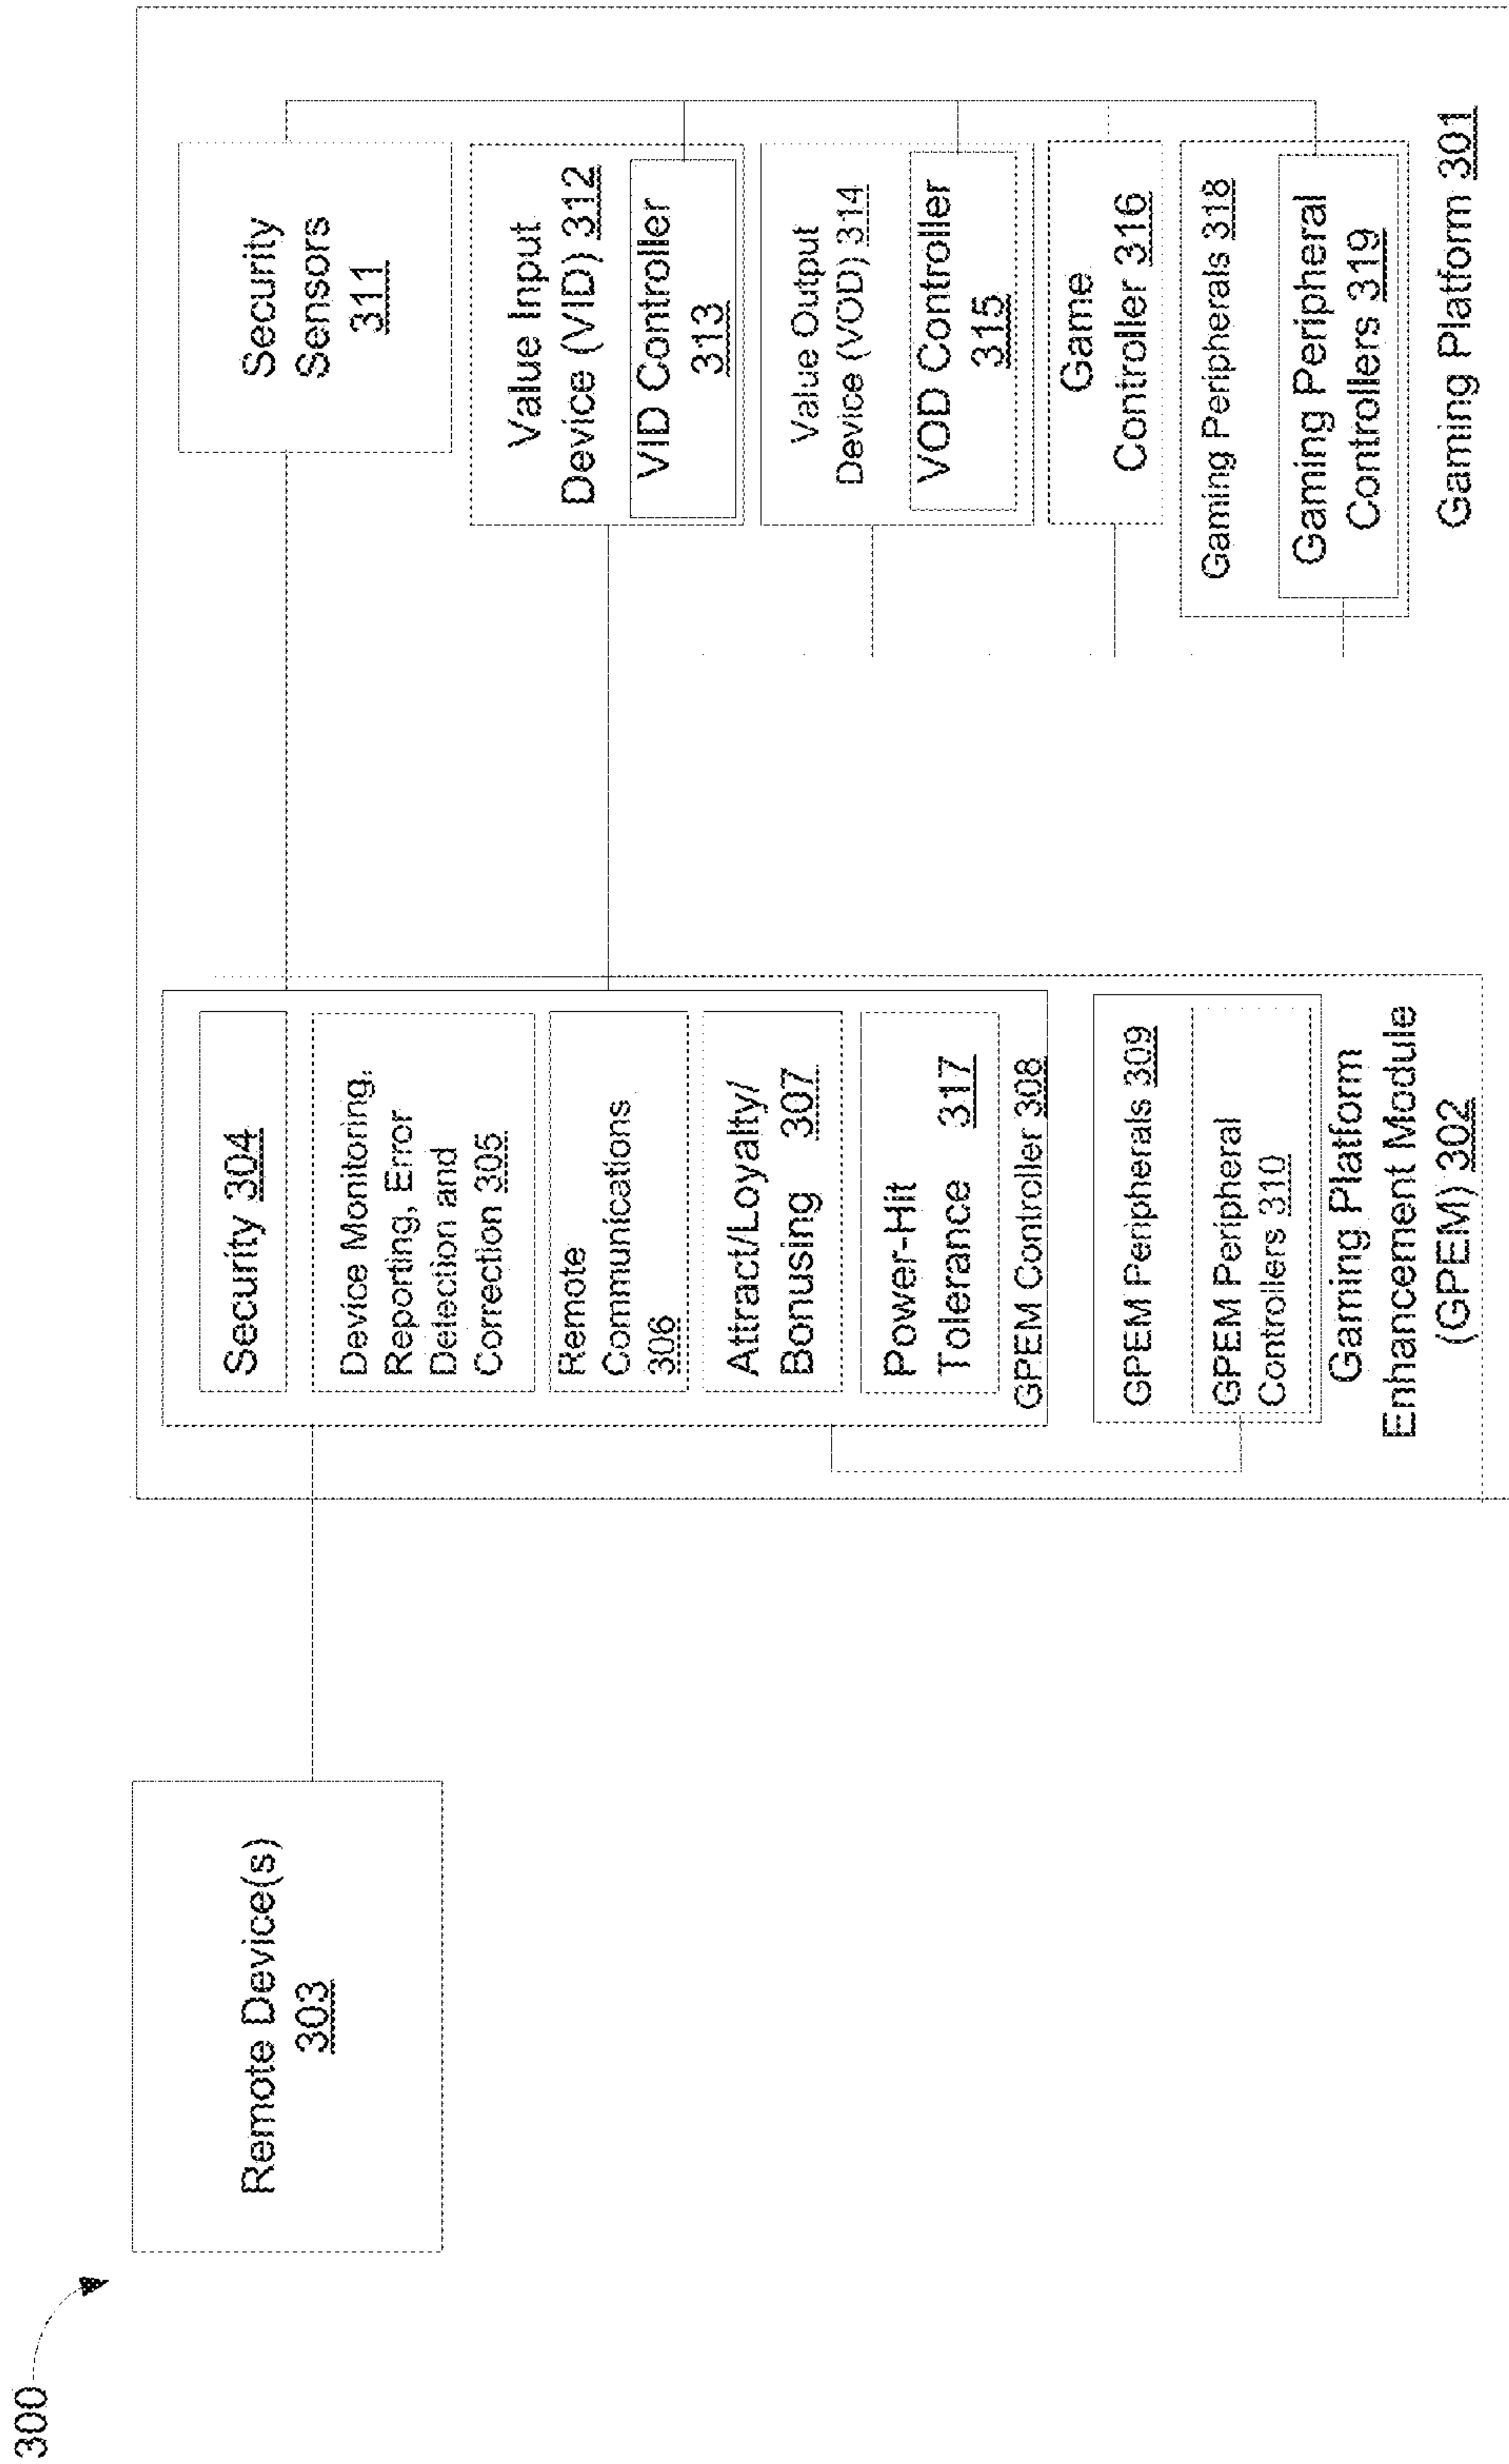 300
Remote Device(s)
303
Security 304
Device Monitoring,
Reporting, Error
Detection and
Correction 305
Remote
Communications
306
Attract/Loyalty/
Bonusing 307
Power-Hit
Tolerance 317
GPEM Controller 308
GPEM Peripherals 309
GPEM Peripheral
Controllers 310
Gaming Platform
Enhancement Module
(GPEM) 302
Security
Sensors
311
Value Input
Device (VID) 312
VID Controller
313
Value Output
Device (VOD) 314
VOD Controller
315
Game
Controller 316
Gaming Peripherals 318
Gaming Peripheral
Controllers 319
Gaming Platform 301